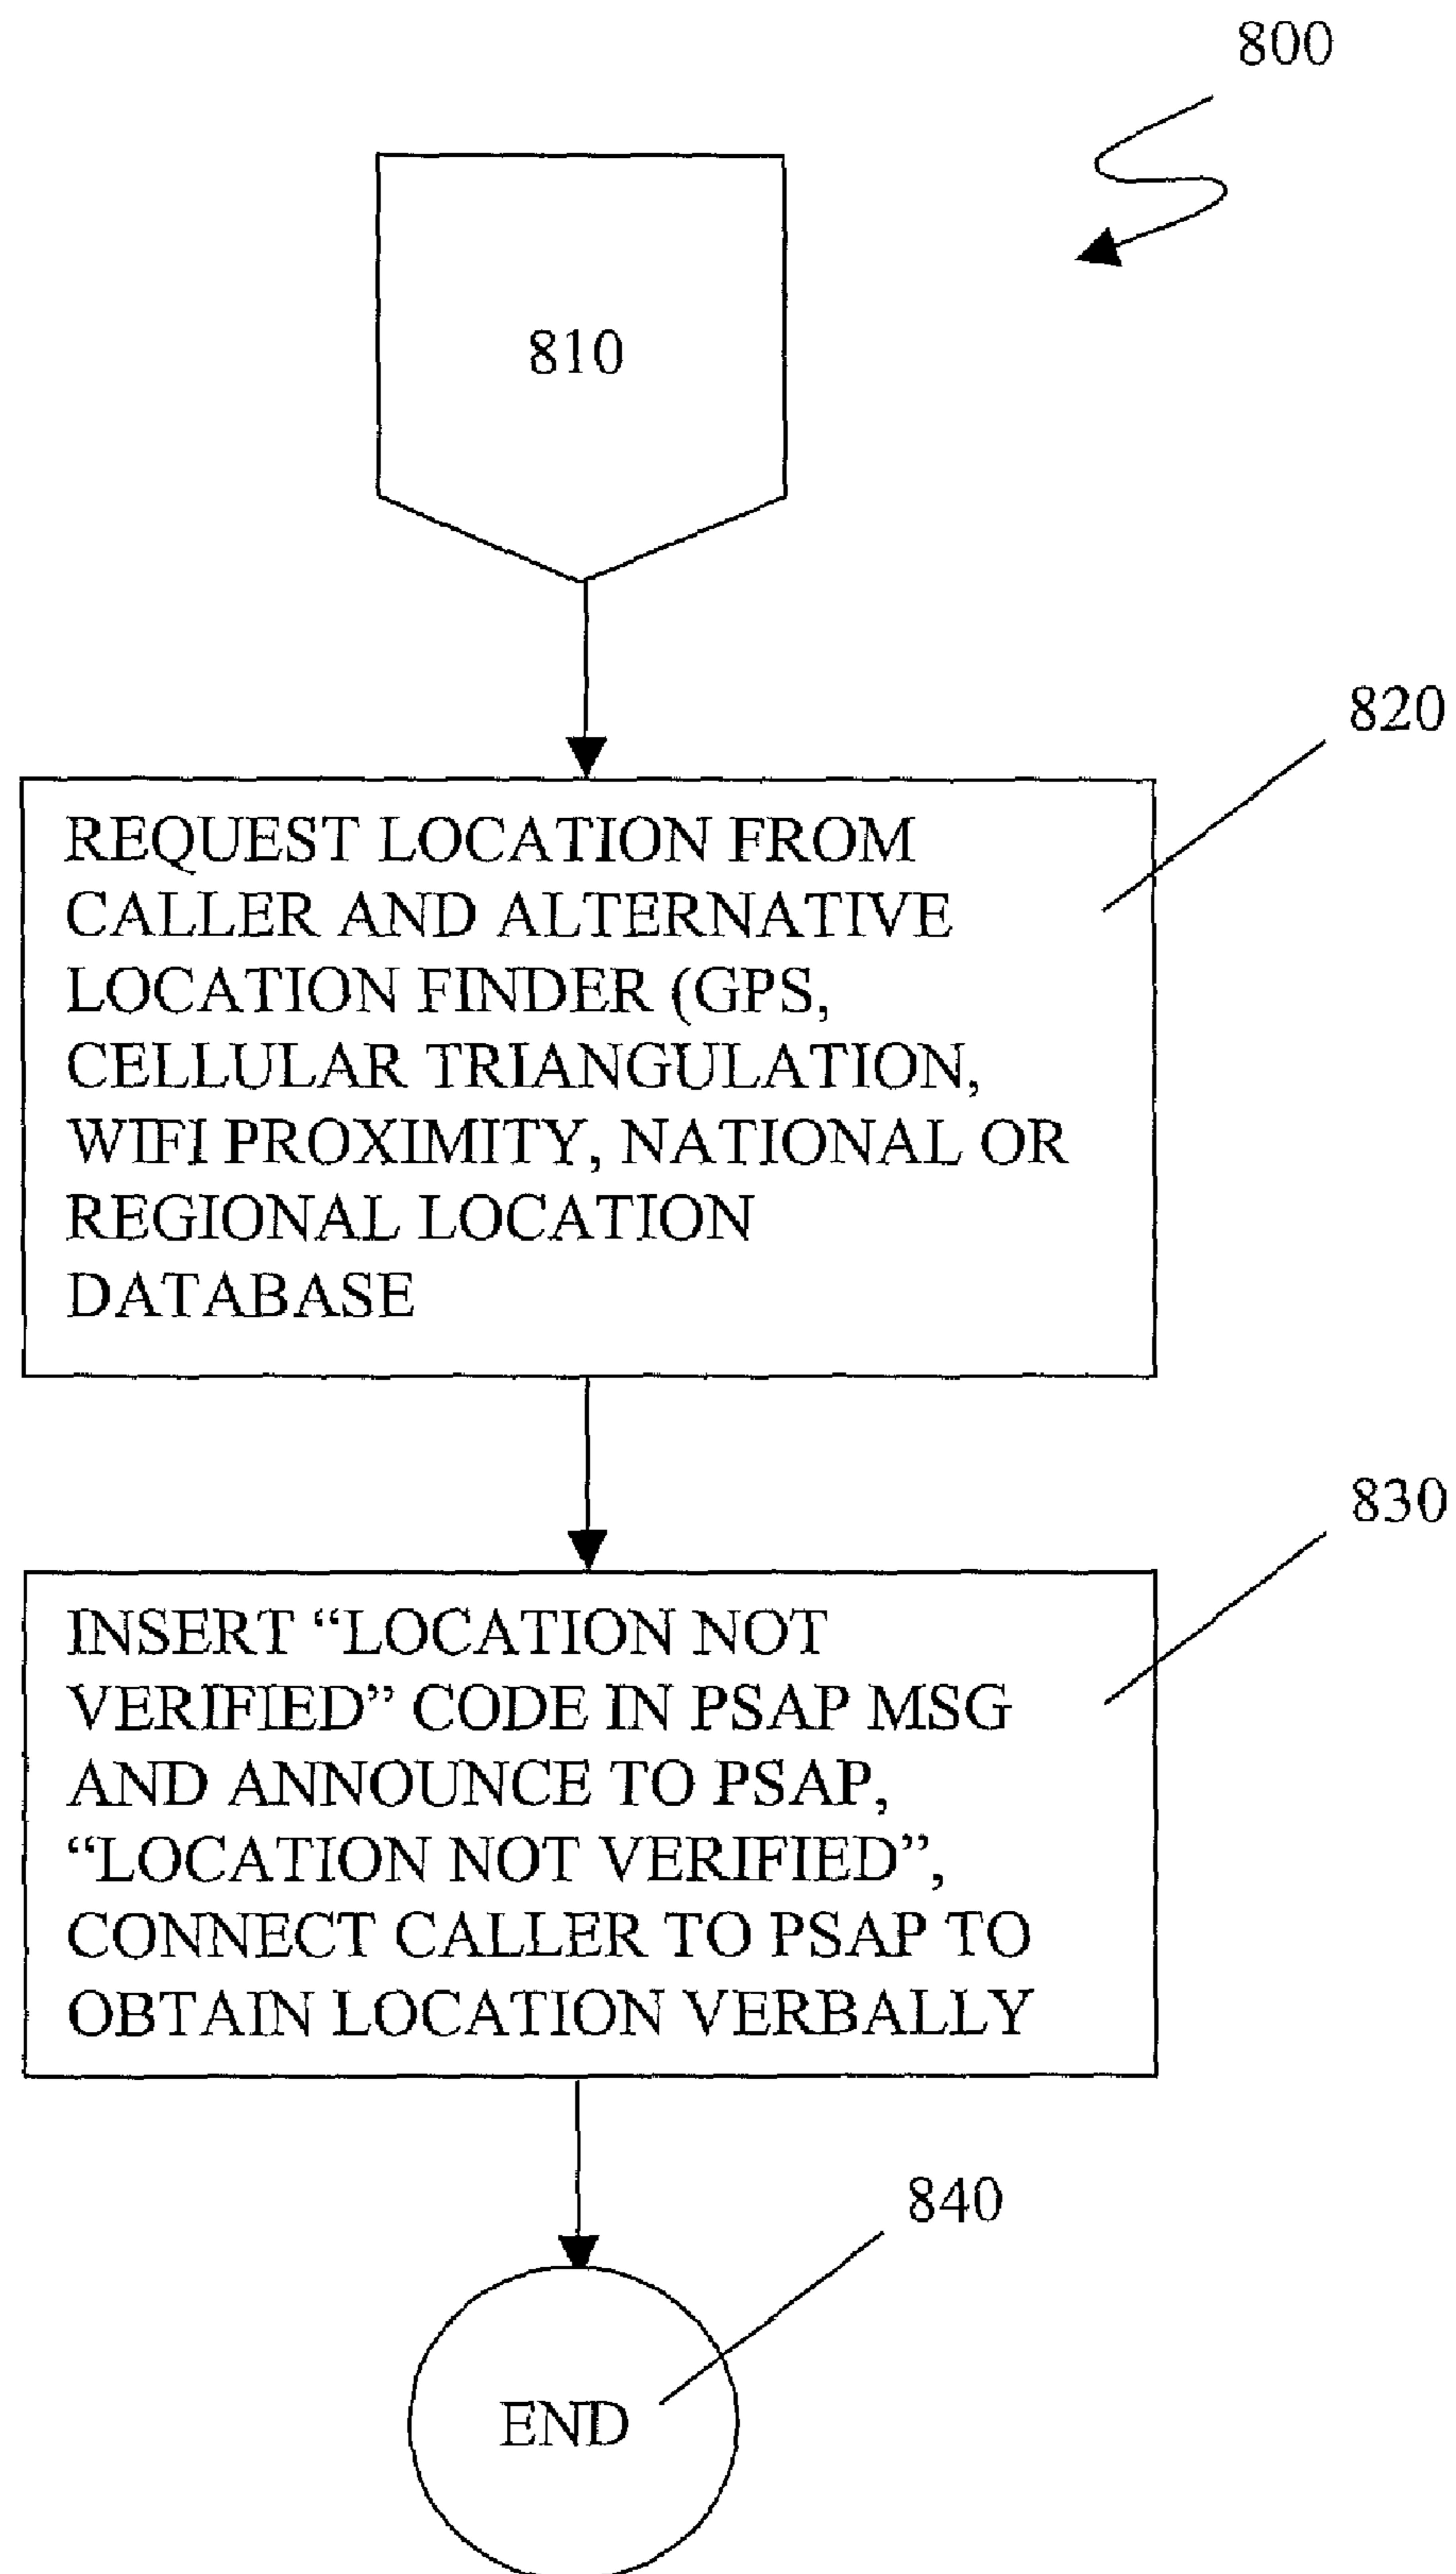 800
810
820
REQUEST LOCATION FROM
CALLER AND ALTERNATIVE
LOCATION FINDER (GPS,
CELLULAR TRIANGULATION,
WIFI PROXIMITY, NATIONAL OR
REGIONAL LOCATION
DATABASE
830
INSERT “LOCATION NOT
VERIFIED” CODE IN PSAP MSG
AND ANNOUNCE TO PSAP,
“LOCATION NOT VERIFIED”,
CONNECT CALLER TO PSAP TO
OBTAIN LOCATION VERBALLY
840
END